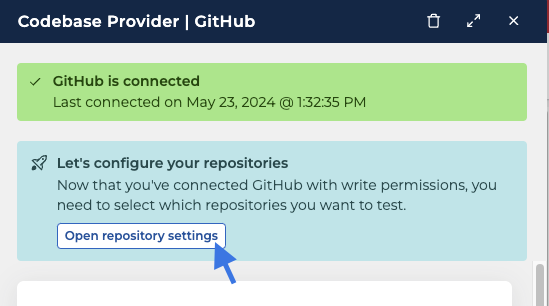 Codebase Provider | GitHub
GitHub is connected
Last connected on May 23, 2024 @ 1:32:35 PM
Let's configure your repositories
Now that you've connected GitHub with write permissions, you
need to select which repositories you want to test.
Open repository settings